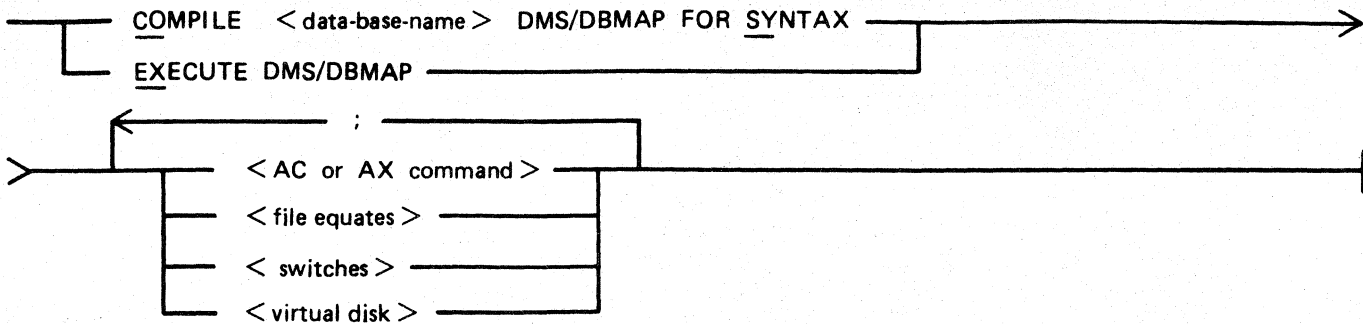 COMPILE <data-base-name> DMS/DBMAP FOR SYNTAX
EXECUTE DMS/DBMAP
;
<AC or AX command>
<file equates>
<switches>
<virtual disk>